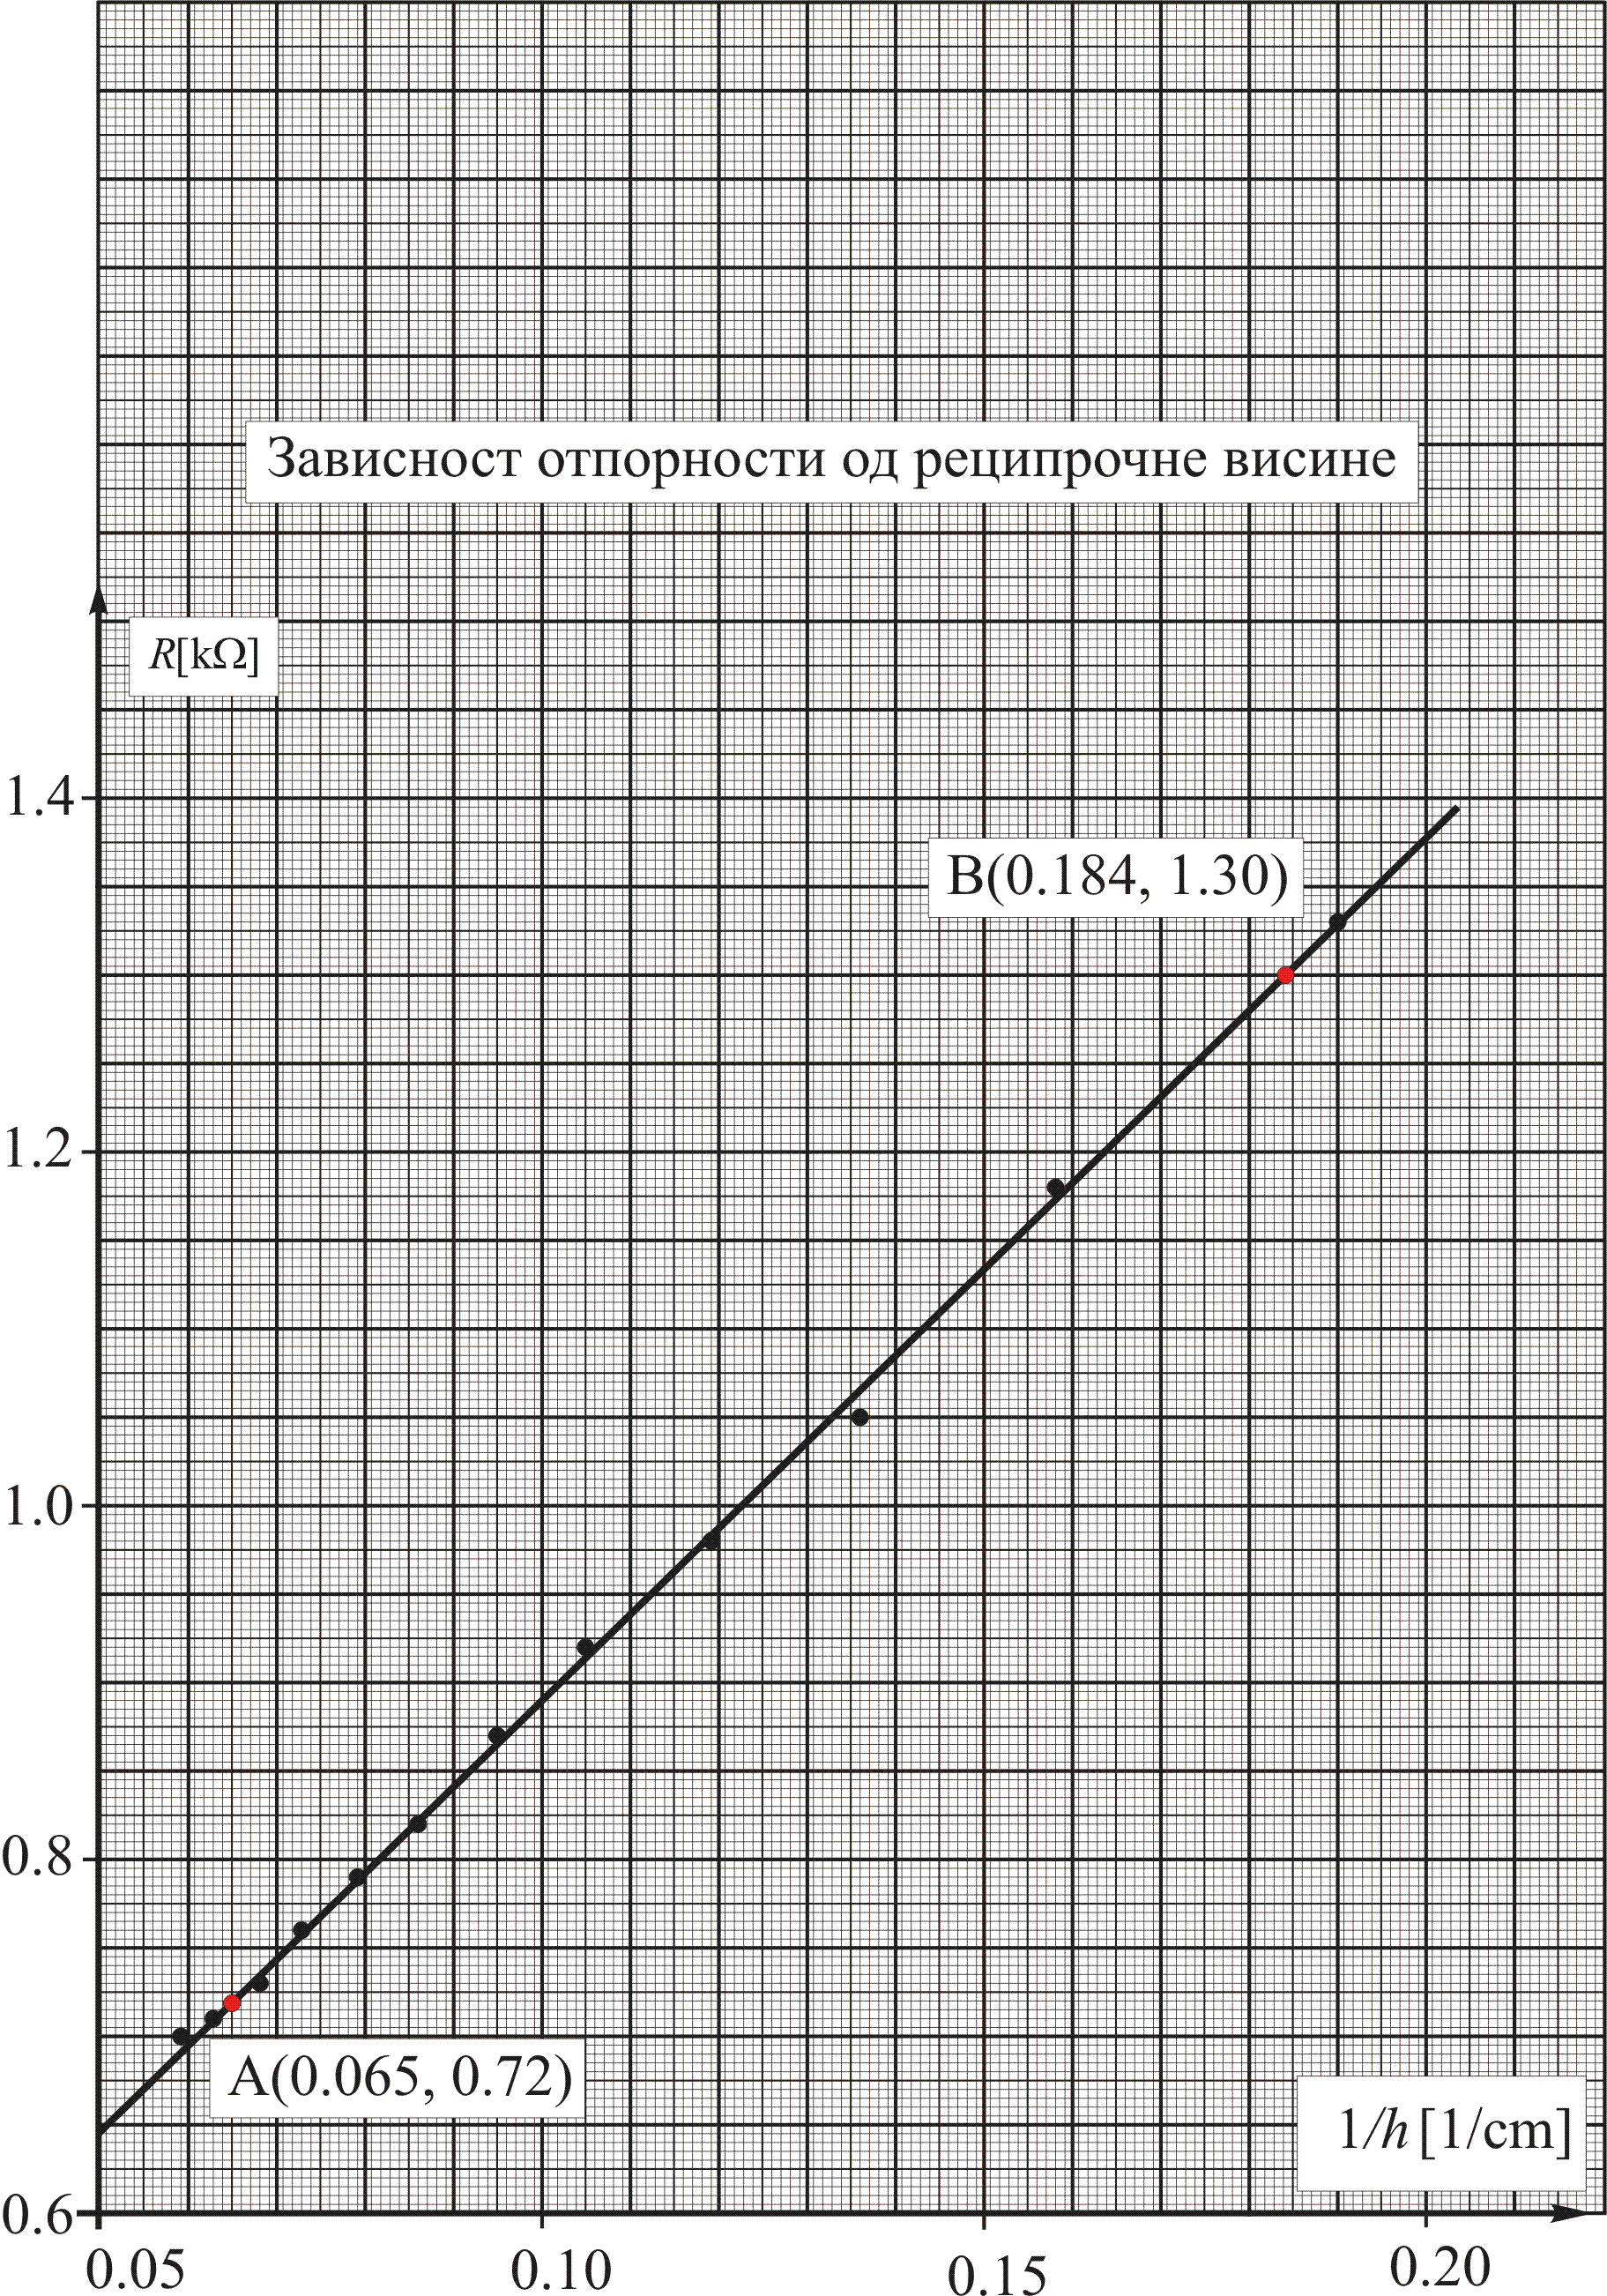 Зависност отпорности од реципрочне висине
R[kΩ]
1.4
B(0.184, 1.30)
1.2
1.0
0.8
A(0.065, 0.72)
1/h [1/cm]
0.6
0.05
0.10
0.15
0.20